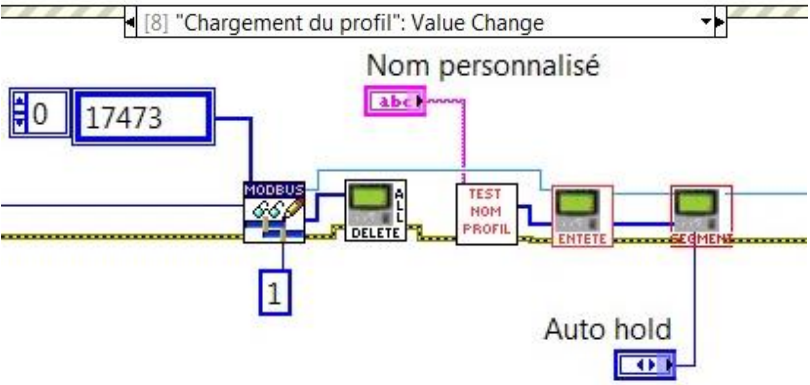 [8] "Chargement du profil": Value Change
Nom personnalisé
abc
0
17473
MODBUS
ALL
DELETE
TEST
NOM
PROFIL
ENTETE
SEGMENT
1
Auto hold